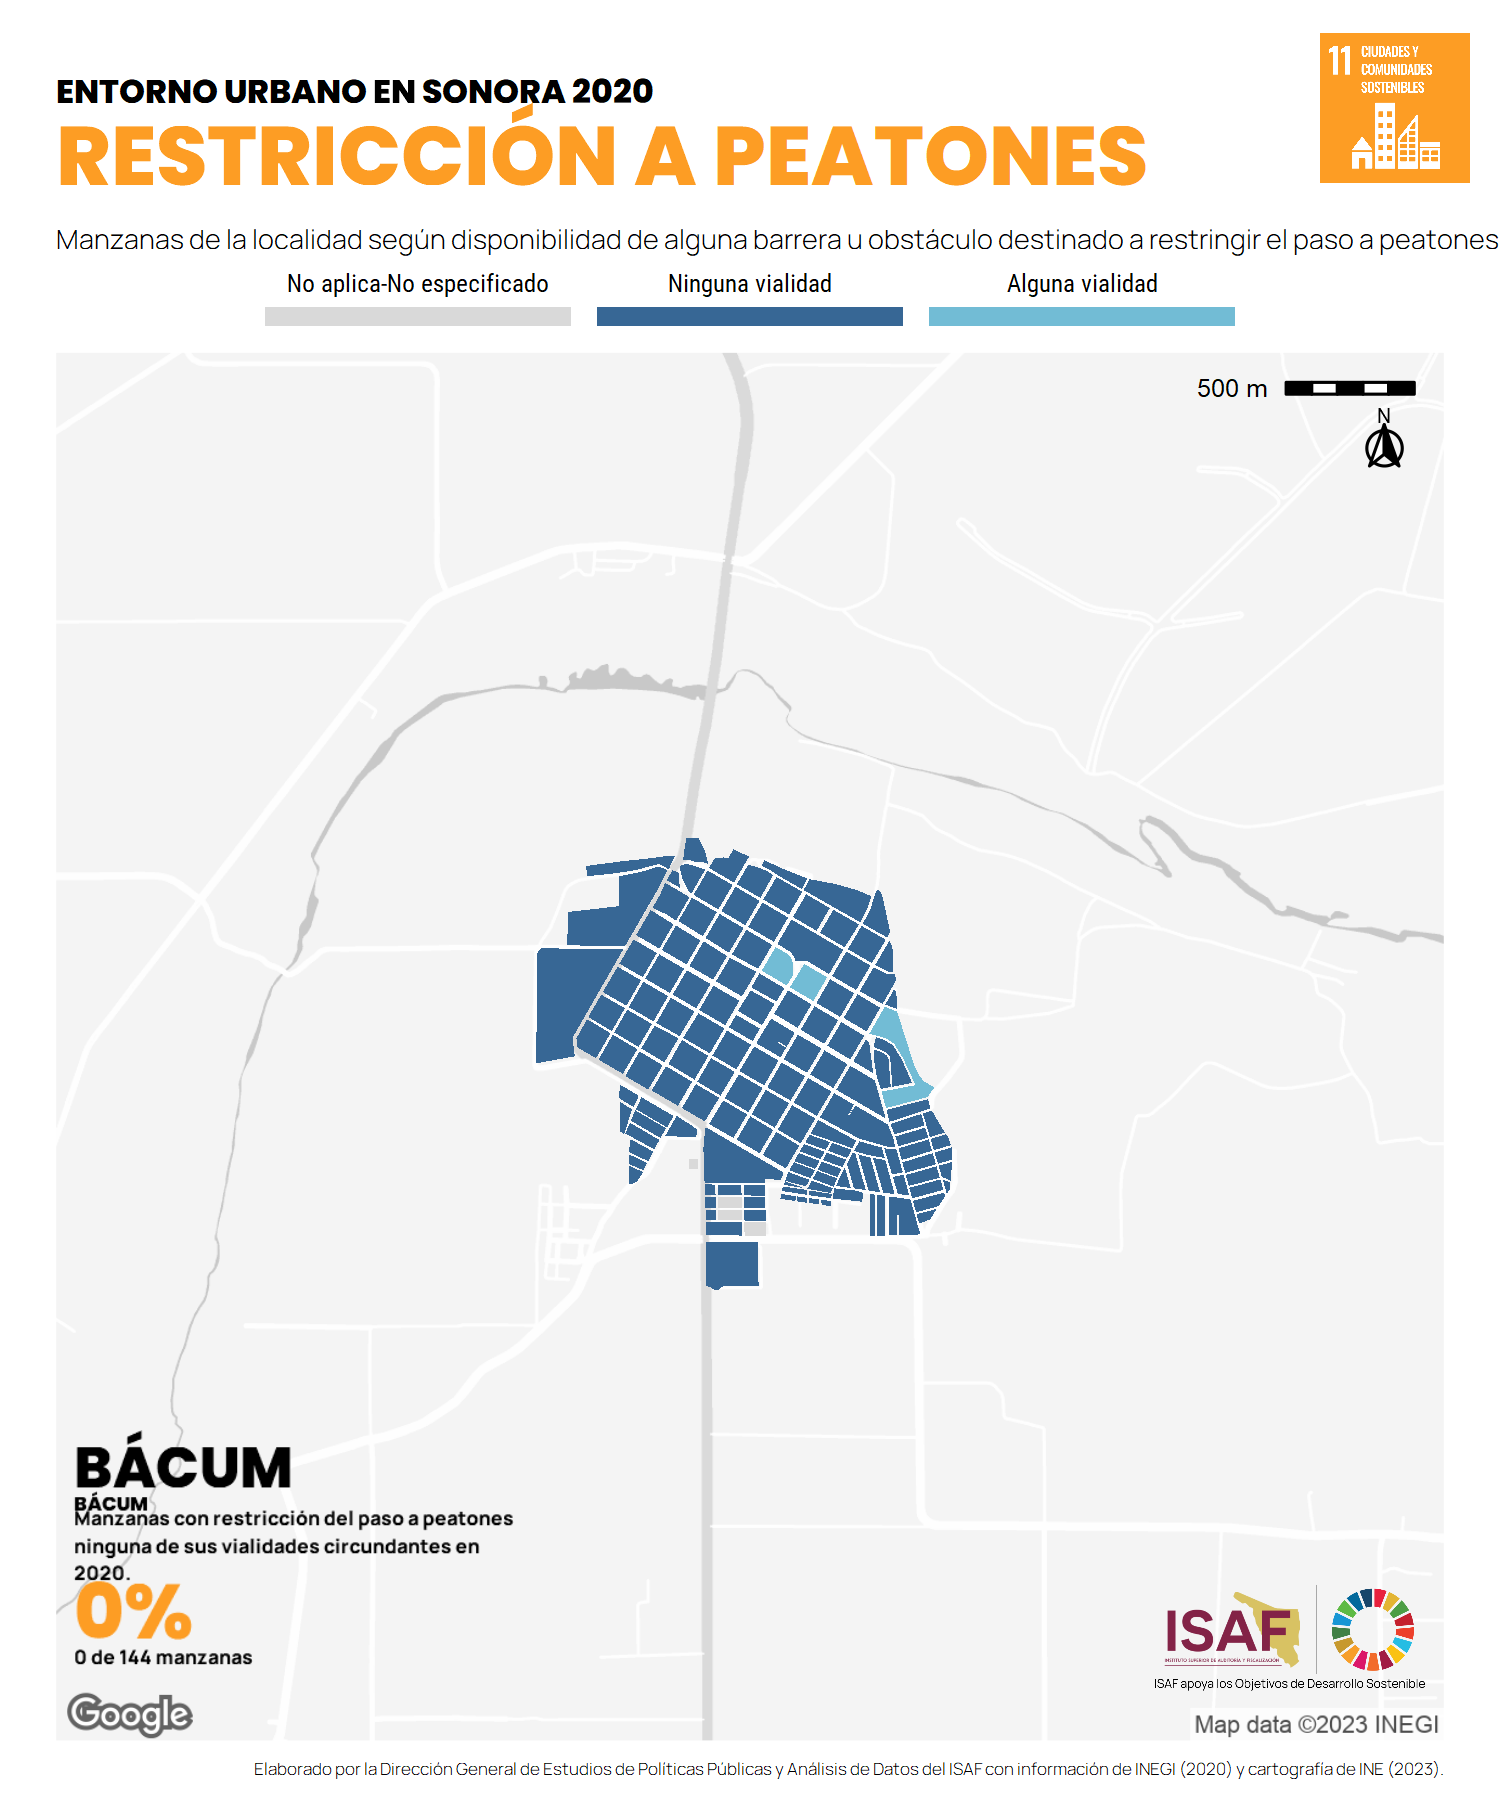 ENTORNO URBANO EN SONORA 2020
RESTRICCIÓN A PEATONES
11 CIUDADES Y
COMUNIDADES
SOSTENIBLES
Manzanas de la localidad según disponibilidad de alguna barrera u obstáculo destinado a restringir el paso a peatones
No aplica-No especificado
Ninguna vialidad
Alguna vialidad
500 m
N
BÁCUM
BÁCUM
Manzanas con restricción del paso a peatones
ninguna de sus vialidades circundantes en
2020.
0%
0 de 144 manzanas
Google
ISAF
INSTITUTO SUPERIOR DE AUDITORÍA Y FISCALIZACIÓN
ISAF apoya los Objetivos de Desarrollo Sostenible
Map data ©2023 INEGI
Elaborado por la Dirección General de Estudios de Políticas Públicas y Análisis de Datos del ISAF con información de INEGI (2020) y cartografía de INE (2023).